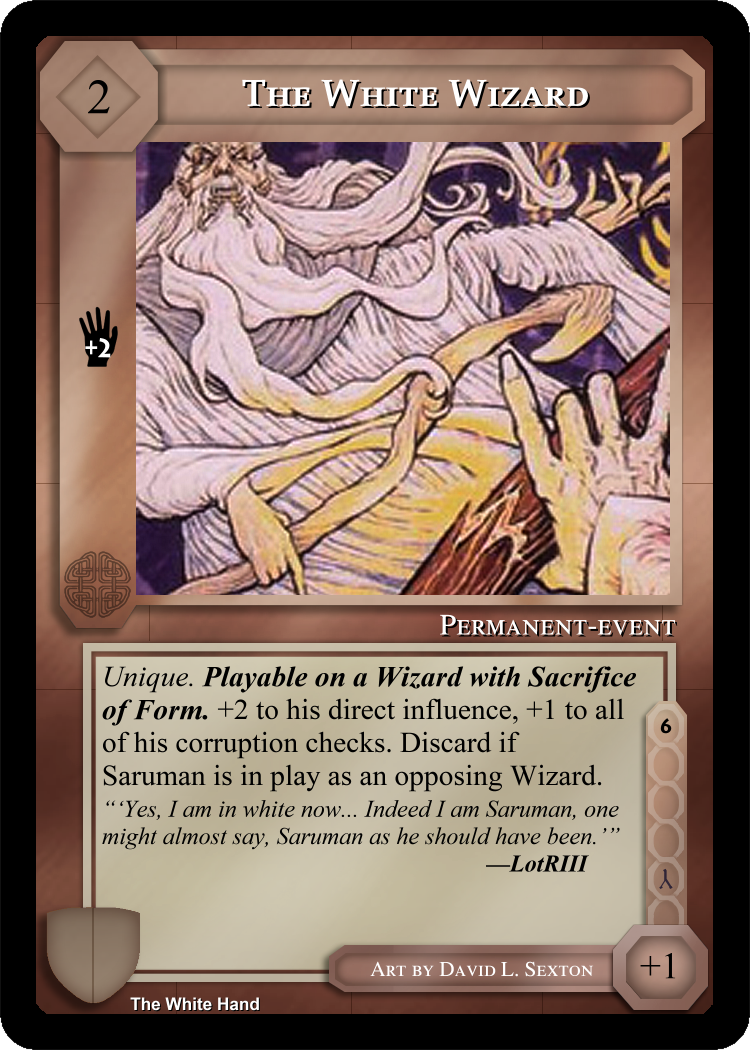 2
THE WHITE WIZARD
+2
PERMANENT-EVENT
Unique. Playable on a Wizard with Sacrifice
of Form. +2 to his direct influence, +1 to all
of his corruption checks. Discard if
Saruman is in play as an opposing Wizard.
“‘Yes, I am in white now... Indeed I am Saruman, one
might almost say, Saruman as he should have been.’”
—LotRIII
6
ART BY DAVID L. SEXTON
+1
The White Hand